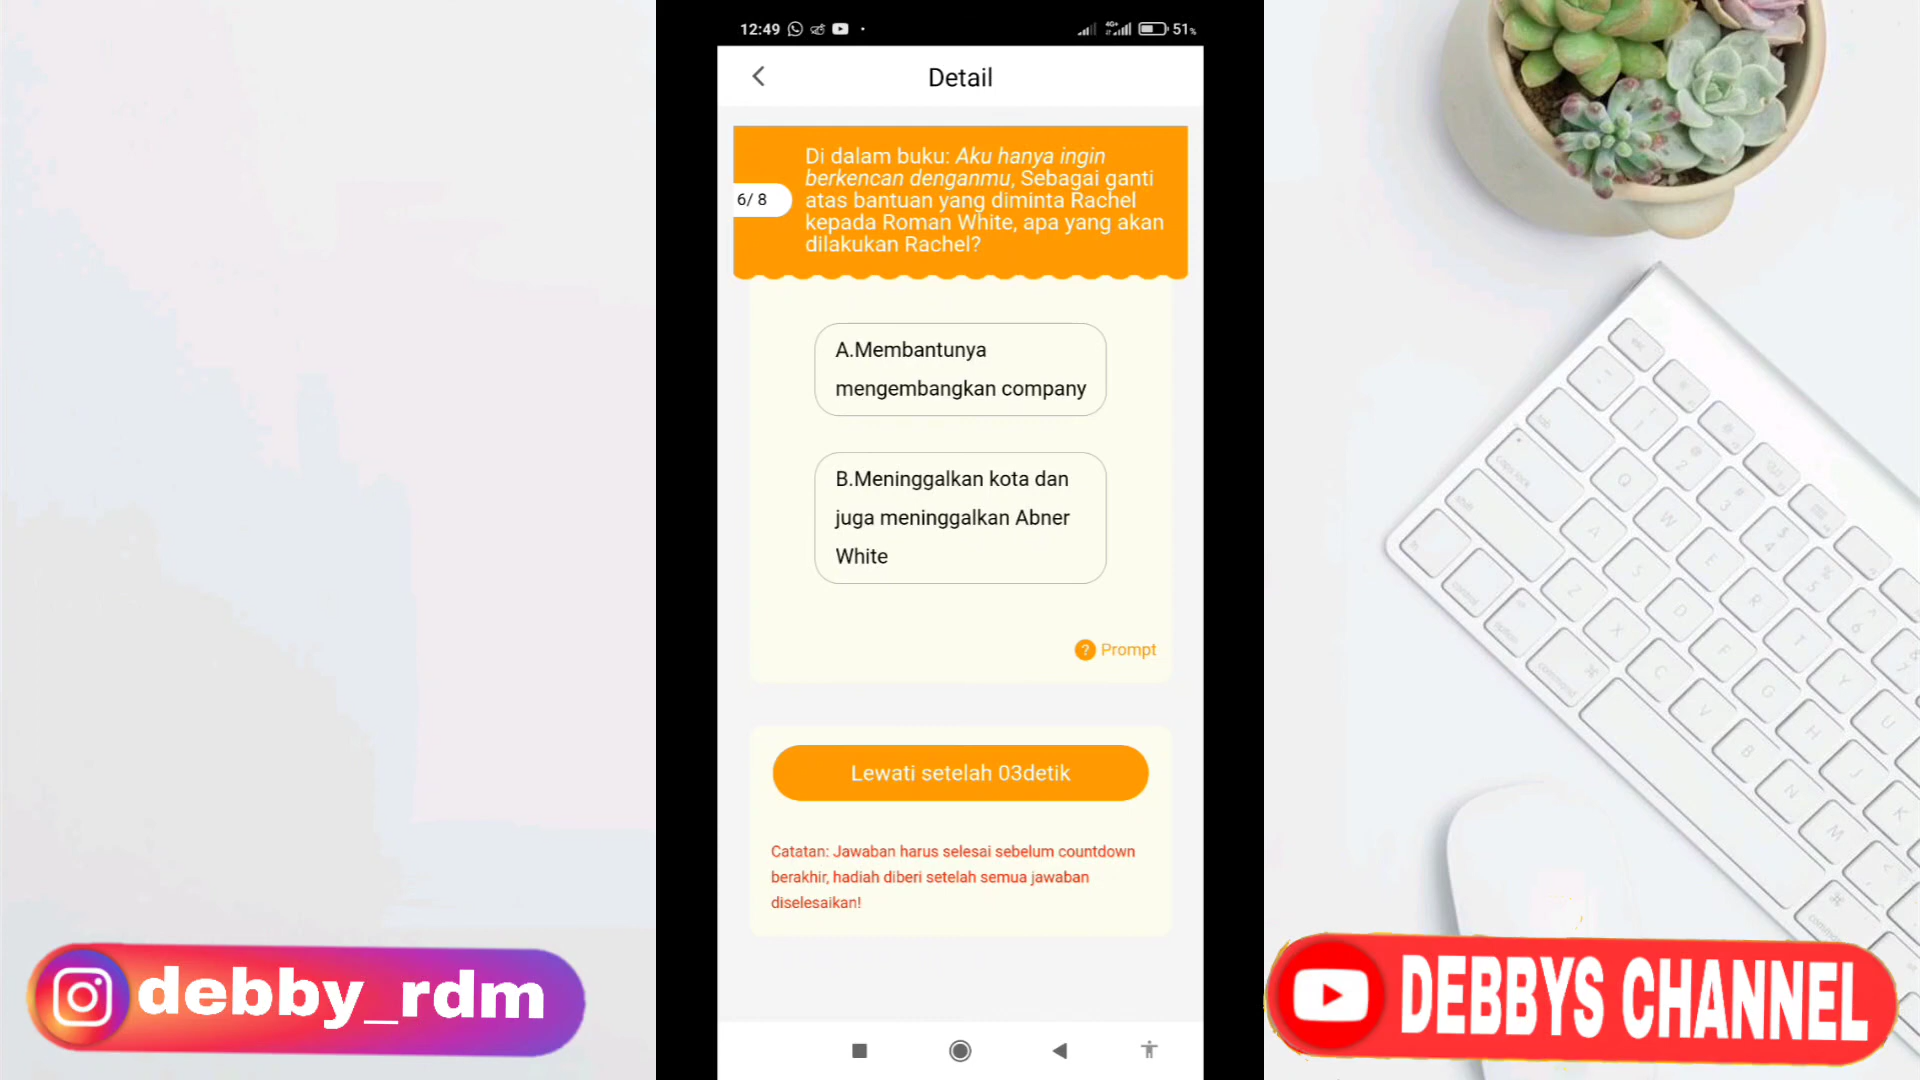 12:49
4G+
51%
Detail
6/ 8
Di dalam buku: Aku hanya ingin
berkencan denganmu, Sebagai ganti
atas bantuan yang diminta Rachel
kepada Roman White, apa yang akan
dilakukan Rachel?
A.Membantunya
mengembangkan company
B.Meninggalkan kota dan
juga meninggalkan Abner
White
? Prompt
Lewati setelah 03detik
Catatan: Jawaban harus selesai sebelum countdown
berakhir, hadiah diberi setelah semua jawaban
diselesaikan!
debby_rdm
DEBBYS CHANNEL